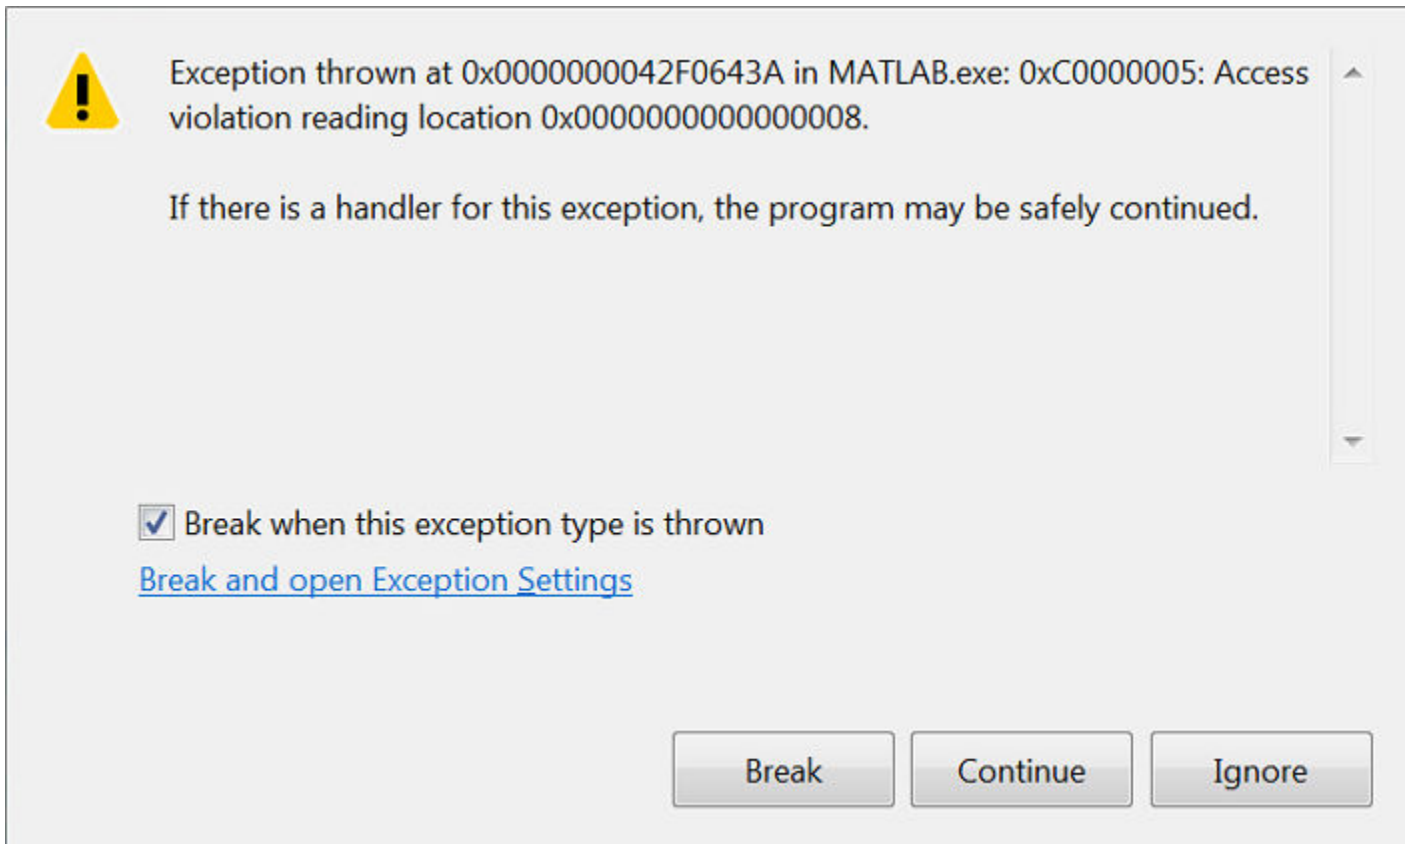 Exception thrown at 0x0000000042F0643A in MATLAB.exe: 0xC0000005: Access
violation reading location 0x0000000000000008.
If there is a handler for this exception, the program may be safely continued.
Break when this exception type is thrown
Break and open Exception Settings
Break
Continue
Ignore